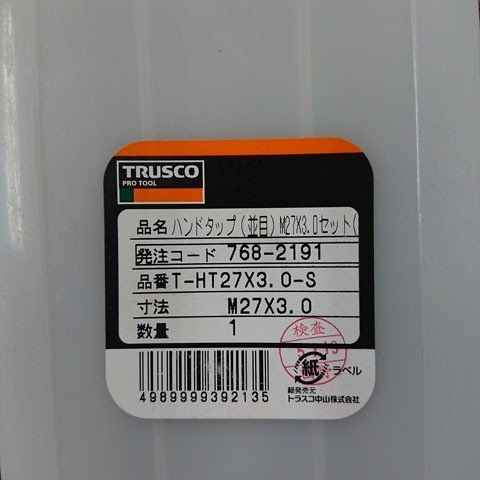 TRUSCO
PRO TOOL
品名 ハンドタップ(並目)M27X3.0セット(
発注コード 768-2191
品番 T-HT27X3.0-S
寸法 M27X3.0
数量 1
検査
紙 ラベル
4989999392135
総発売元
トラスコ中山株式会社